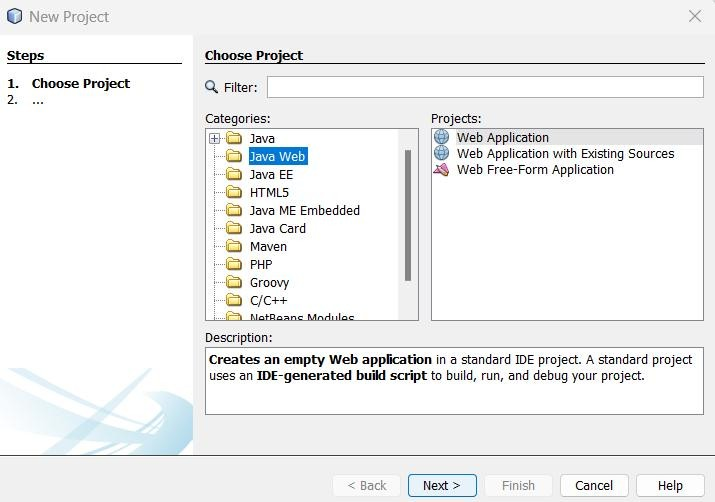 New Project
Steps
1. Choose Project
2. ...
Choose Project
Filter:
Categories:
Java
Java Web
Java EE
HTML5
Java ME Embedded
Java Card
Maven
PHP
Groovy
C/C++
NetBeans Modules
Projects:
Web Application
Web Application with Existing Sources
Web Free-Form Application
Description:
Creates an empty Web application in a standard IDE project. A standard project
uses an IDE-generated build script to build, run, and debug your project.
< Back
Next >
Finish
Cancel
Help